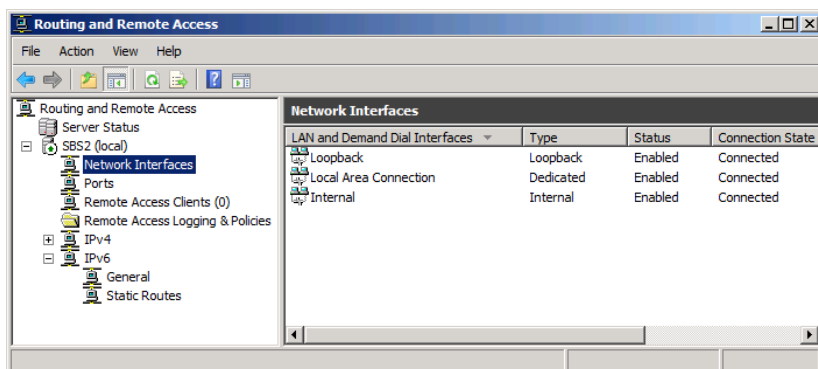 Routing and Remote Access
File Action View Help
Routing and Remote Access
Server Status
SBS2 (local)
Network Interfaces
Ports
Remote Access Clients (0)
Remote Access Logging & Policies
IPv4
IPv6
General
Static Routes
Network Interfaces
LAN and Demand Dial Interfaces Type Status Connection State
Loopback Loopback Enabled Connected
Local Area Connection Dedicated Enabled Connected
Internal Internal Enabled Connected